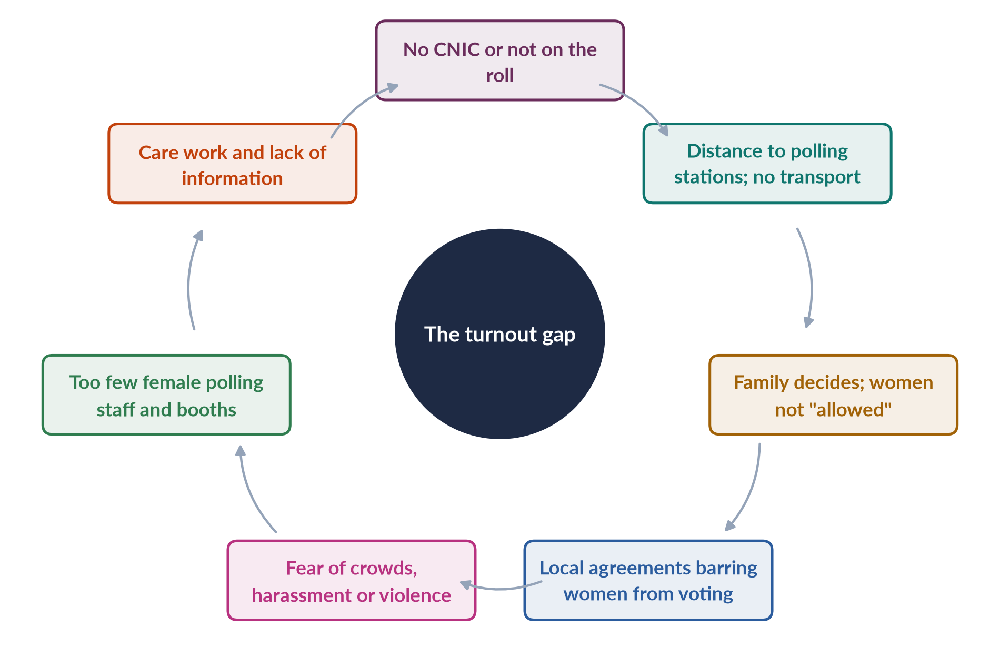 No CNIC or not on the
roll
Distance to polling
stations; no transport
Family decides; women
not "allowed"
Local agreements barring
women from voting
Fear of crowds,
harassment or violence
Too few female polling
staff and booths
Care work and lack of
information
The turnout gap